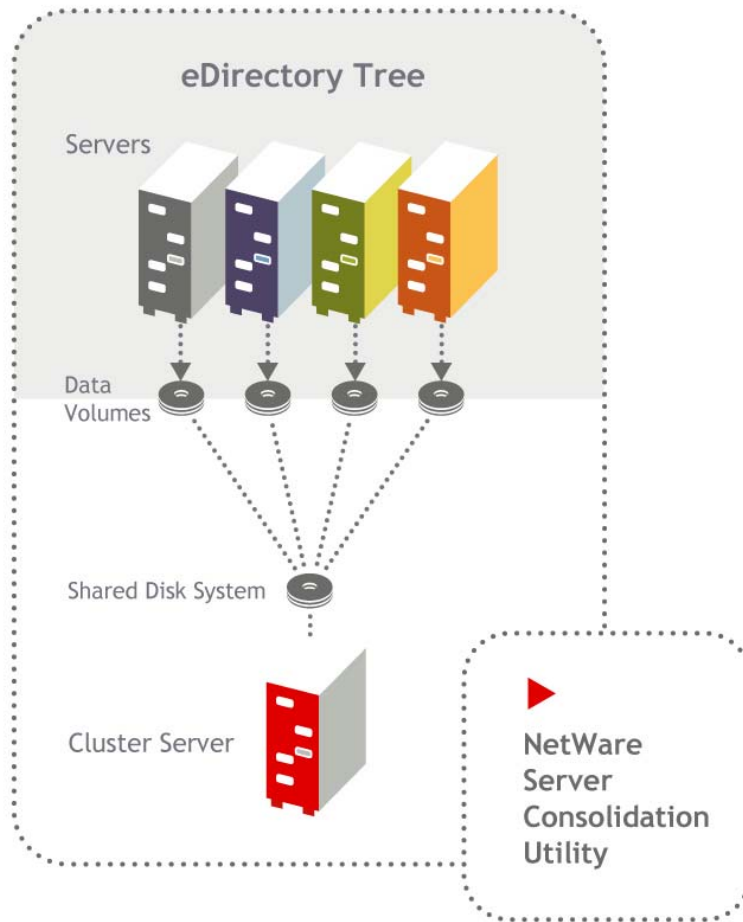 eDirectory Tree
Servers
Data
Volumes
Shared Disk System
Cluster Server
NetWare
Server
Consolidation
Utility